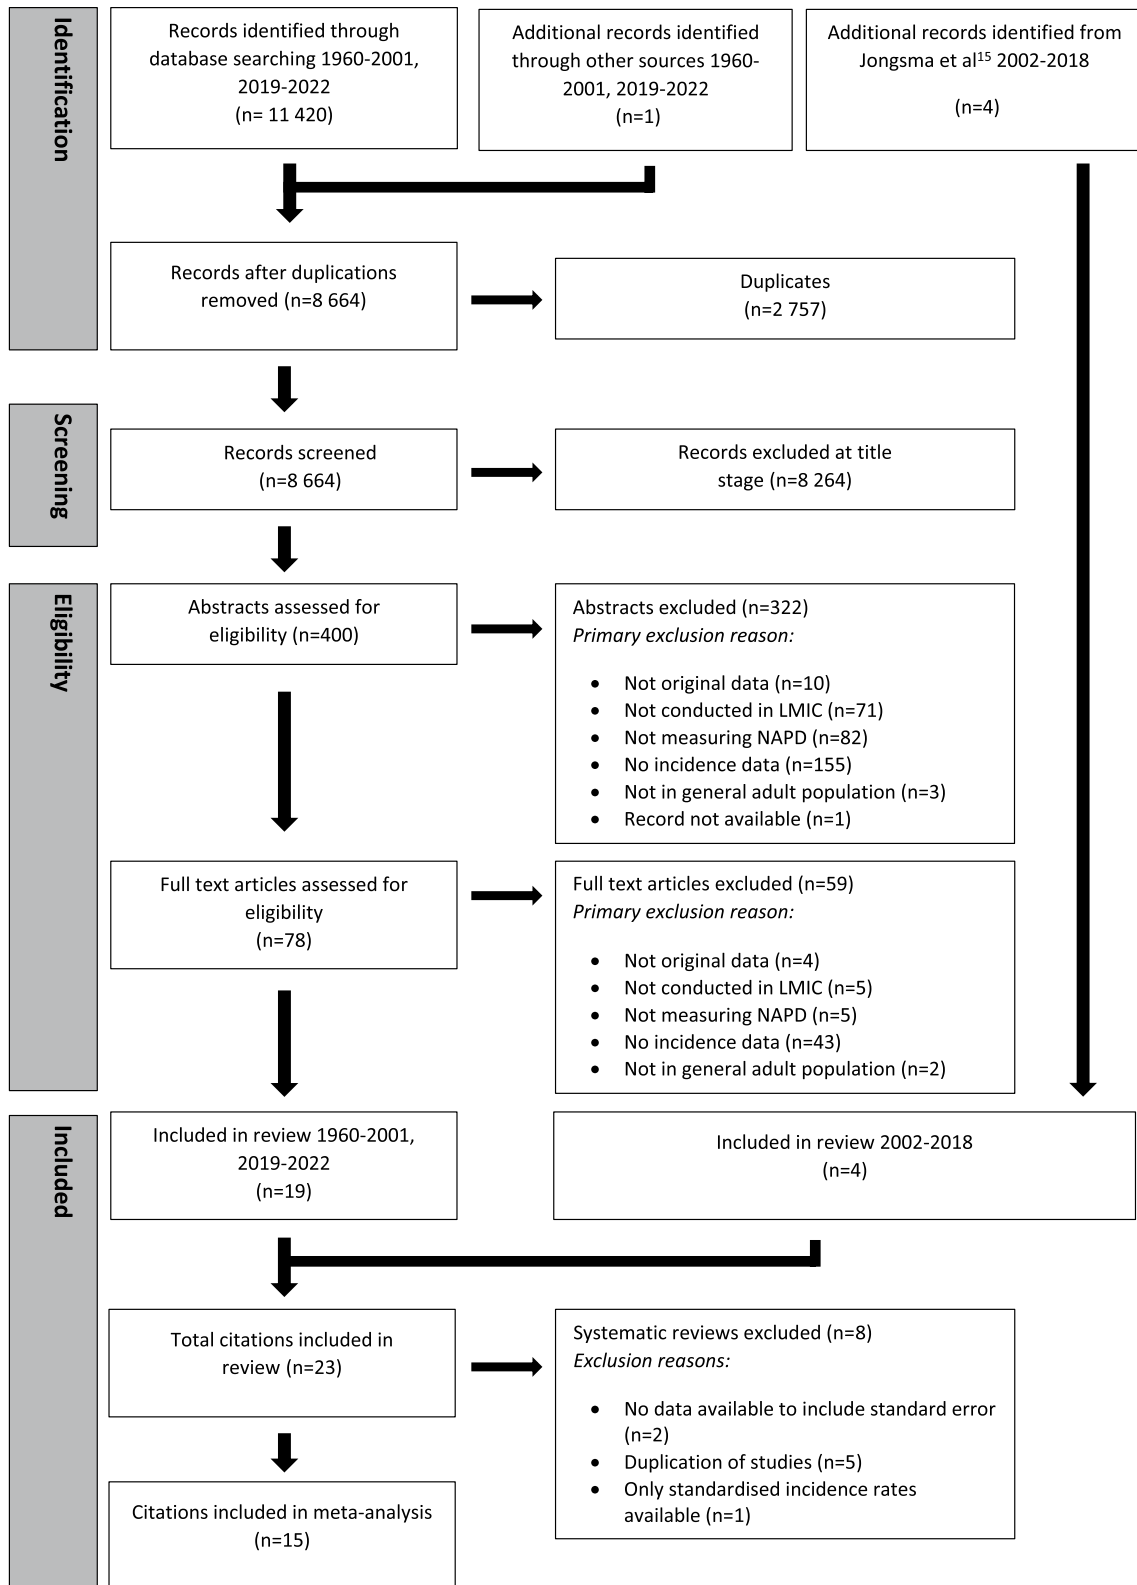 Identification
Records identified through
database searching 1960-2001,
2019-2022
(n= 11 420)
Additional records identified
through other sources 1960-
2001, 2019-2022
(n=1)
Additional records identified from
Jongsma et al¹⁵ 2002-2018
(n=4)
Records after duplications
removed (n=8 664)
Duplicates
(n=2 757)
Screening
Records screened
(n=8 664)
Records excluded at title
stage (n=8 264)
Eligibility
Abstracts assessed for
eligibility (n=400)
Abstracts excluded (n=322)
Primary exclusion reason:
• Not original data (n=10)
• Not conducted in LMIC (n=71)
• Not measuring NAPD (n=82)
• No incidence data (n=155)
• Not in general adult population (n=3)
• Record not available (n=1)
Full text articles assessed for
eligibility
(n=78)
Full text articles excluded (n=59)
Primary exclusion reason:
• Not original data (n=4)
• Not conducted in LMIC (n=5)
• Not measuring NAPD (n=5)
• No incidence data (n=43)
• Not in general adult population (n=2)
Included
Included in review 1960-2001,
2019-2022
(n=19)
Included in review 2002-2018
(n=4)
Total citations included in
review (n=23)
Systematic reviews excluded (n=8)
Exclusion reasons:
• No data available to include standard error
(n=2)
• Duplication of studies (n=5)
• Only standardised incidence rates
available (n=1)
Citations included in meta-analysis
(n=15)